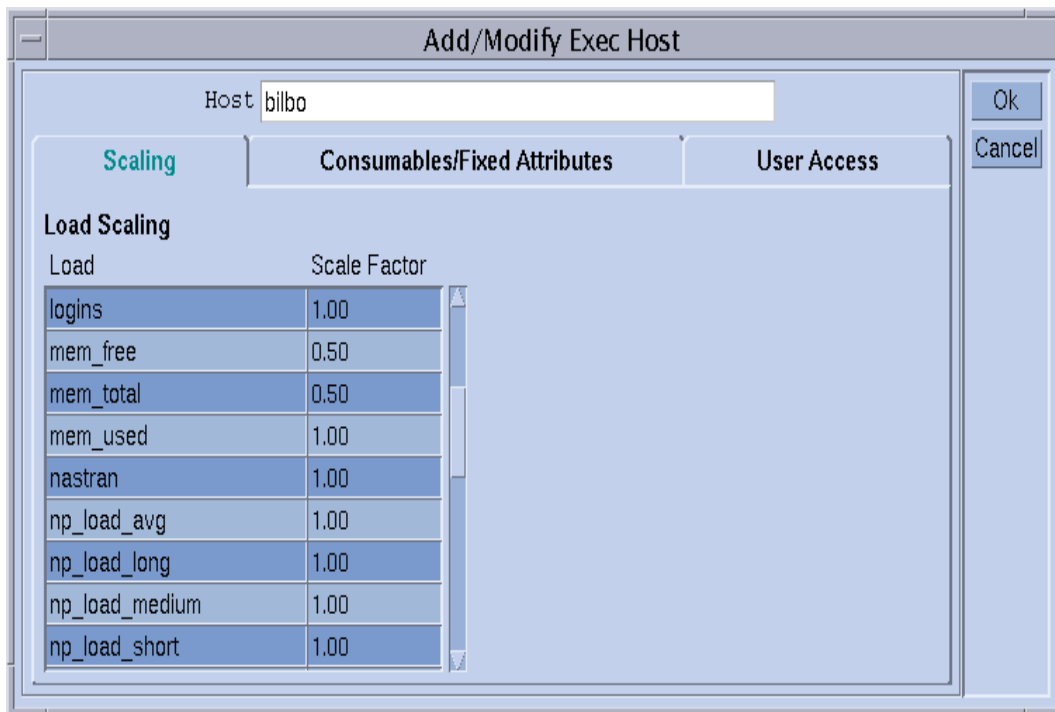 Add/Modify Exec Host
Host bilbo
Ok
Cancel
Scaling Consumables/Fixed Attributes User Access
Load Scaling
Load Scale Factor
logins 1.00
mem_free 0.50
mem_total 0.50
mem_used 1.00
nastran 1.00
np_load_avg 1.00
np_load_long 1.00
np_load_medium 1.00
np_load_short 1.00